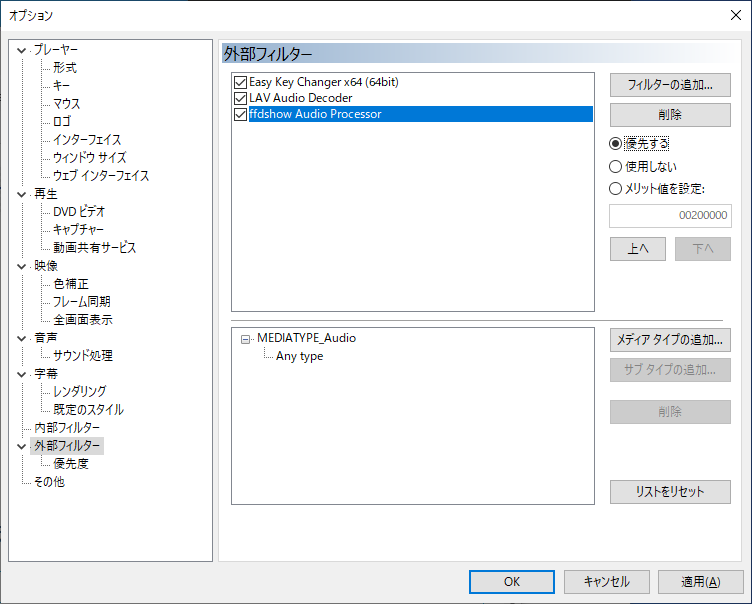 オプション
プレーヤー
形式
キー
マウス
ロゴ
インターフェイス
ウィンドウ サイズ
ウェブ インターフェイス
再生
DVD ビデオ
キャプチャー
動画共有サービス
映像
色補正
フレーム同期
全画面表示
音声
サウンド処理
字幕
レンダリング
既定のスタイル
内部フィルター
外部フィルター
優先度
その他
外部フィルター
Easy Key Changer x64 (64bit)
LAV Audio Decoder
ffdshow Audio Processor
フィルターの追加...
削除
優先する
使用しない
メリット値を設定:
00200000
上へ
下へ
MEDIATYPE_Audio
Any type
メディア タイプの追加...
サブ タイプの追加...
削除
リストをリセット
OK
キャンセル
適用(A)